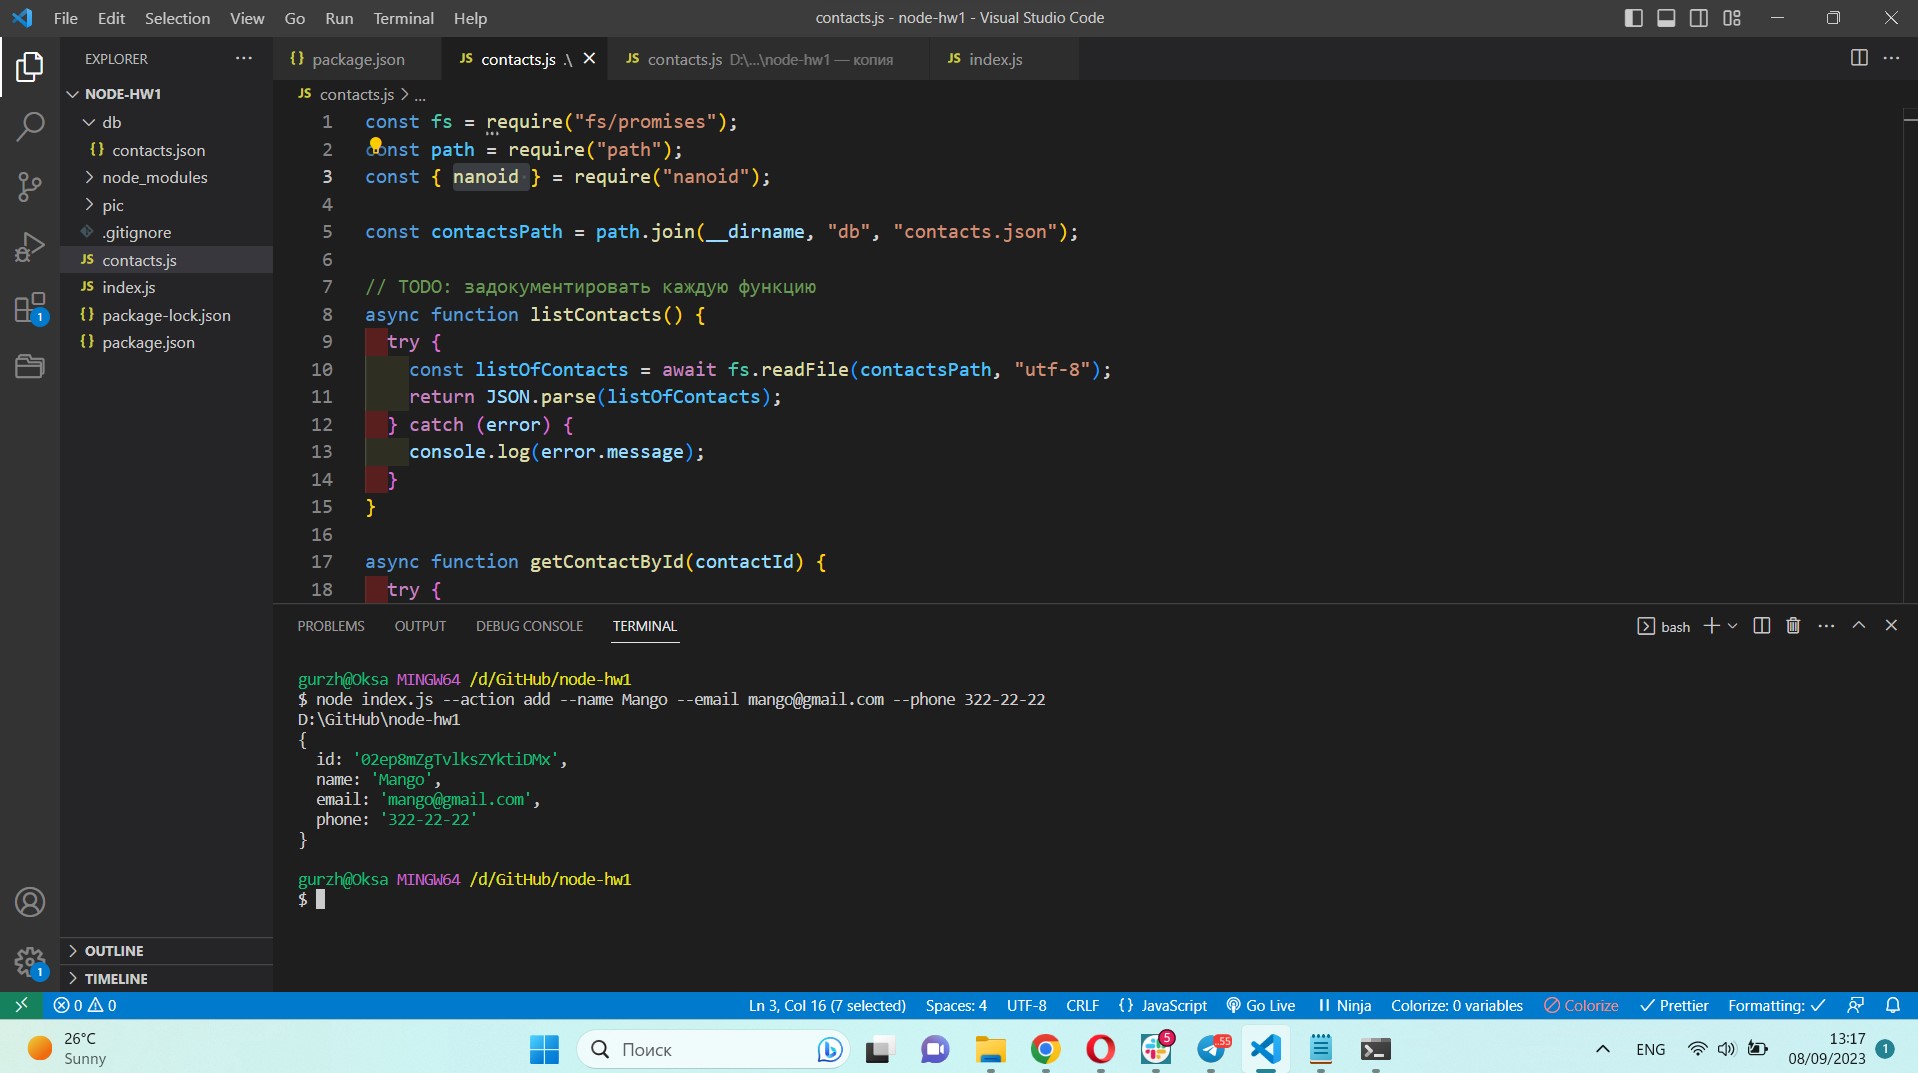 File Edit Selection View Go Run Terminal Help
contacts.js - node-hw1 - Visual Studio Code
EXPLORER
NODE-HW1
db
{} contacts.json
node_modules
pic
.gitignore
JS contacts.js
JS index.js
{} package-lock.json
{} package.json
OUTLINE
TIMELINE
{} package.json
JS contacts.js .\
JS contacts.js D:\...\node-hw1 — копия
JS index.js
JS contacts.js > ...
1 const fs = require("fs/promises");
2 const path = require("path");
3 const { nanoid } = require("nanoid");
4
5 const contactsPath = path.join(__dirname, "db", "contacts.json");
6
7 // TODO: задокументировать каждую функцию
8 async function listContacts() {
9 try {
10 const listOfContacts = await fs.readFile(contactsPath, "utf-8");
11 return JSON.parse(listOfContacts);
12 } catch (error) {
13 console.log(error.message);
14 }
15 }
16
17 async function getContactById(contactId) {
18 try {
PROBLEMS OUTPUT DEBUG CONSOLE TERMINAL
bash
gurzh@Oksa MINGW64 /d/GitHub/node-hw1
$ node index.js --action add --name Mango --email mango@gmail.com --phone 322-22-22
D:\GitHub\node-hw1
{
id: '02ep8mZgTvlksZYktiDMx',
name: 'Mango',
email: 'mango@gmail.com',
phone: '322-22-22'
}
gurzh@Oksa MINGW64 /d/GitHub/node-hw1
$
1
1
0 0
Ln 3, Col 16 (7 selected) Spaces: 4 UTF-8 CRLF {} JavaScript Go Live Ninja Colorize: 0 variables Colorize Prettier Formatting:
26°C
Sunny
Поиск
5
55
ENG
13:17
08/09/2023
1